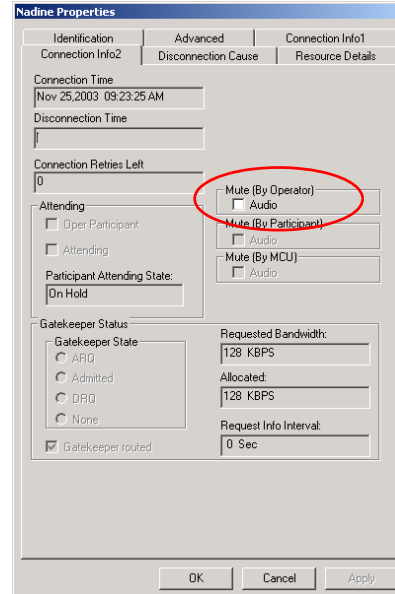 Nadine Properties
Identification
Advanced
Connection Info1
Connection Info2
Disconnection Cause
Resource Details
Connection Time
Nov 25,2003 09:23:25 AM
Disconnection Time
Connection Retries Left
0
Mute (By Operator)
Audio
Attending
Oper Participant
Attending
Participant Attending State:
On Hold
Mute (By Participant)
Audio
Mute (By MCU)
Audio
Gatekeeper Status
Gatekeeper State
ARQ
Admitted
DRQ
None
Gatekeeper routed
Requested Bandwidth:
128 KBPS
Allocated:
128 KBPS
Request Info Interval:
0 Sec
OK
Cancel
Apply